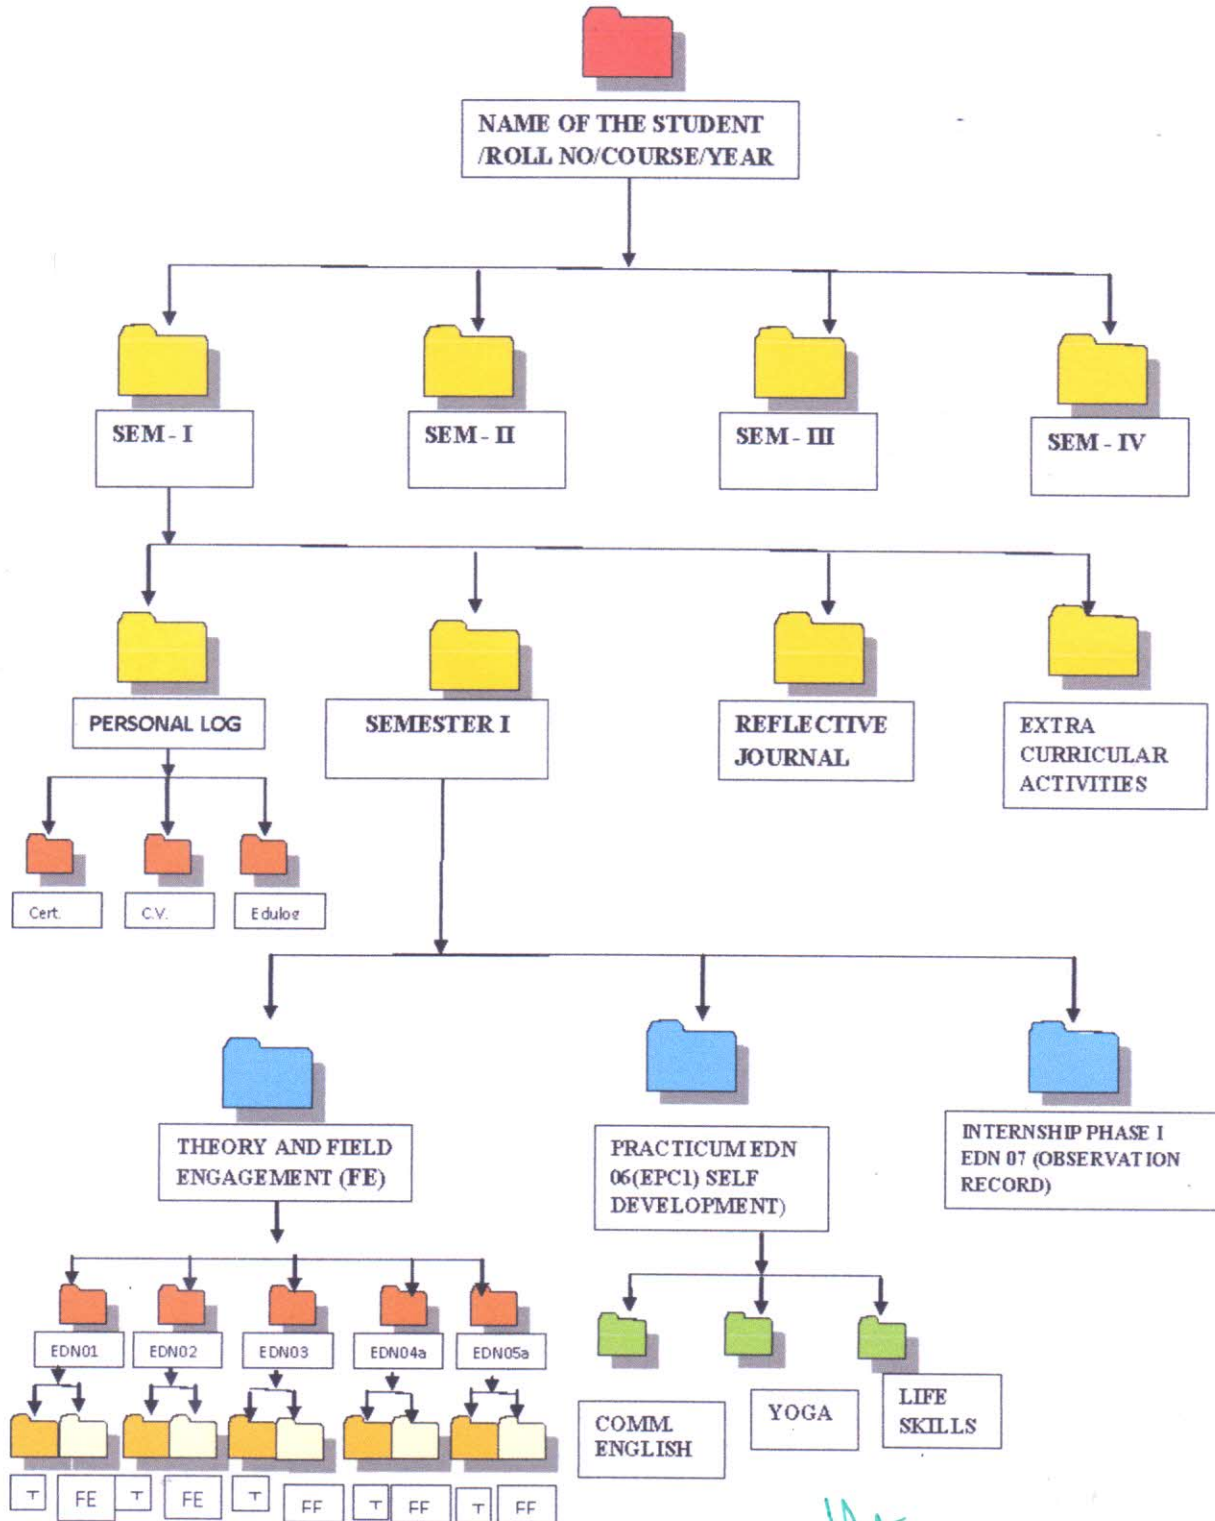 NAME OF THE STUDENT
/ROLL NO/COURSE/YEAR
SEM - I
SEM - II
SEM - III
SEM - IV
PERSONAL LOG
SEMESTER I
REFLECTIVE
JOURNAL
EXTRA
CURRICULAR
ACTIVITIES
Cert.
C.V.
Edulog
THEORY AND FIELD
ENGAGEMENT (FE)
PRACTICUM EDN
06(EPC1) SELF
DEVELOPMENT)
INTERNSHIP PHASE I
EDN 07 (OBSERVATION
RECORD)
EDN01
EDN02
EDN03
EDN04a
EDN05a
COMM.
ENGLISH
YOGA
LIFE
SKILLS
T
FE
T
FE
T
FE
T
FE
T
FE